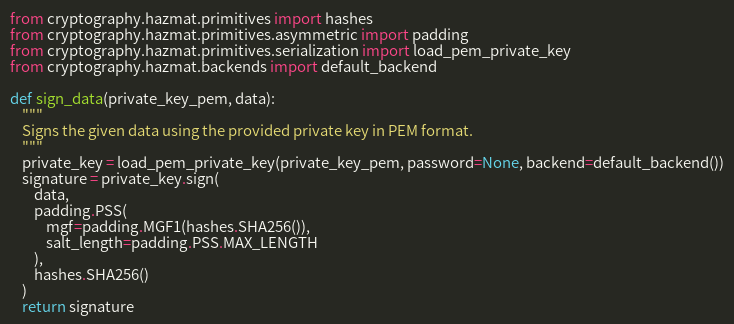 from cryptography.hazmat.primitives import hashes
from cryptography.hazmat.primitives.asymmetric import padding
from cryptography.hazmat.primitives.serialization import load_pem_private_key
from cryptography.hazmat.backends import default_backend

def sign_data(private_key_pem, data):
    """
    Signs the given data using the provided private key in PEM format.
    """
    private_key = load_pem_private_key(private_key_pem, password=None, backend=default_backend())
    signature = private_key.sign(
        data,
        padding.PSS(
            mgf=padding.MGF1(hashes.SHA256()),
            salt_length=padding.PSS.MAX_LENGTH
        ),
        hashes.SHA256()
    )
    return signature